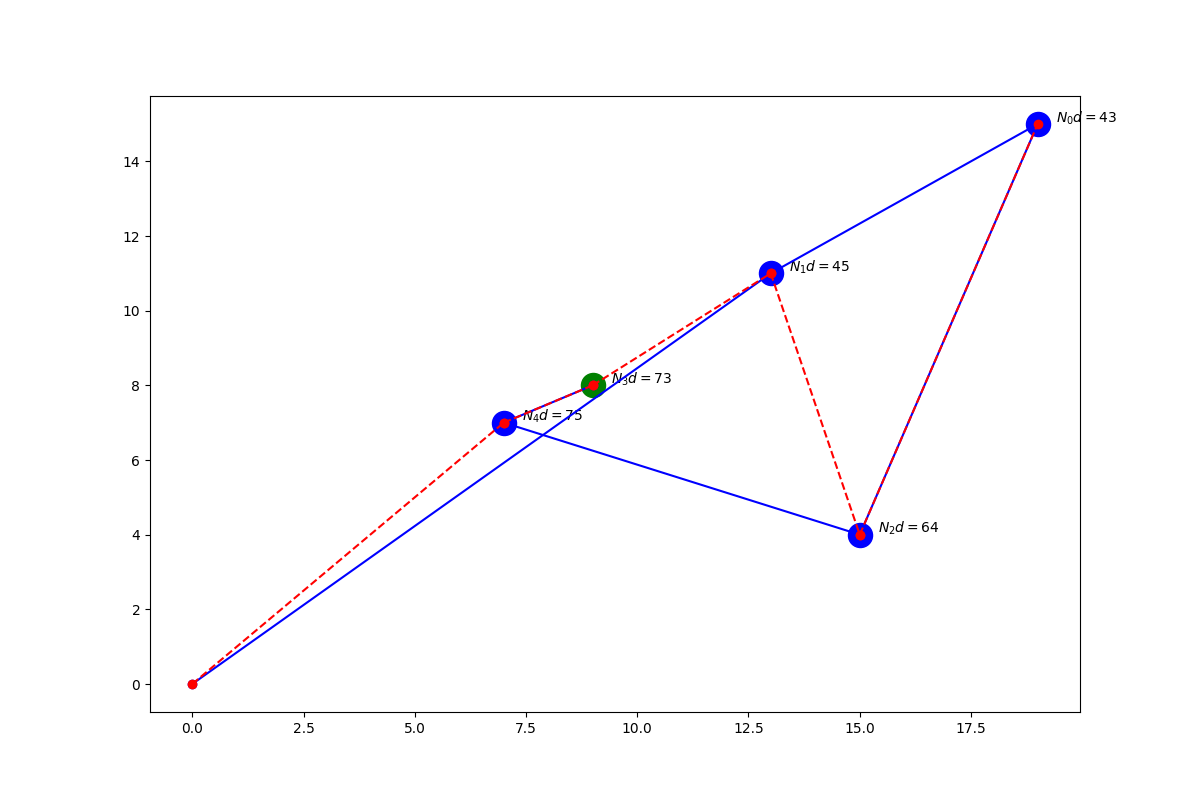 N₀d = 43
14
12
N₁d = 45
10
8
N₃d = 73
N₄d = 75
6
4
N₂d = 64
2
0
0.0 2.5 5.0 7.5 10.0 12.5 15.0 17.5